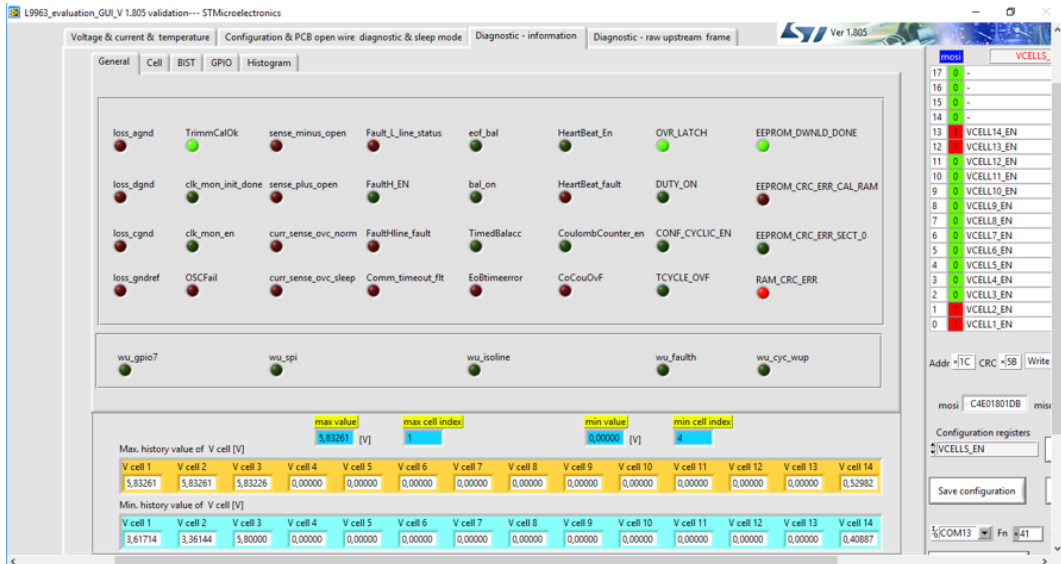 L9963_evaluation_GUI_V 1.805 validation--- STMicroelectronics
Voltage & current & temperature Configuration & PCB open wire diagnostic & sleep mode Diagnostic - information Diagnostic - raw upstream frame Ver 1.805
General Cell BIST GPIO Histogram
loss_agnd TrimmCalOk sense_minus_open Fault_L_line_status eof_bal HeartBeat_En OVR_LATCH EEPROM_DWNLD_DONE
loss_dgnd clk_mon_init_done sense_plus_open FaultH_EN bal_on HeartBeat_fault DUTY_ON EEPROM_CRC_ERR_CAL_RAM
loss_cgnd clk_mon_en curr_sense_ovc_norm FaultHline_fault TimedBalacc CoulombCounter_en CONF_CYCLIC_EN EEPROM_CRC_ERR_SECT_0
loss_gndref OSCFail curr_sense_ovc_sleep Comm_timeout_flt EoBtimeerror CoCouOvF TCYCLE_OVF RAM_CRC_ERR
wu_gpio7 wu_spi wu_isoline wu_faulth wu_cyc_wup
max value max cell index min value min cell index
5,83261 [V] 1 0,00000 [V] 4
Max. history value of V cell [V]
V cell 1 V cell 2 V cell 3 V cell 4 V cell 5 V cell 6 V cell 7 V cell 8 V cell 9 V cell 10 V cell 11 V cell 12 V cell 13 V cell 14
5,83261 5,83261 5,83226 0,00000 0,00000 0,00000 0,00000 0,00000 0,00000 0,00000 0,00000 0,00000 0,00000 0,52982
Min. history value of V cell [V]
V cell 1 V cell 2 V cell 3 V cell 4 V cell 5 V cell 6 V cell 7 V cell 8 V cell 9 V cell 10 V cell 11 V cell 12 V cell 13 V cell 14
3,61714 3,36144 5,80000 0,00000 0,00000 0,00000 0,00000 0,00000 0,00000 0,00000 0,00000 0,00000 0,00000 0,40887
mosi VCELLS_
17 0 -
16 0 -
15 0 -
14 0 -
13 1 VCELL14_EN
12 1 VCELL13_EN
11 0 VCELL12_EN
10 0 VCELL11_EN
9 0 VCELL10_EN
8 0 VCELL9_EN
7 0 VCELL8_EN
6 0 VCELL7_EN
5 0 VCELL6_EN
4 0 VCELL5_EN
3 0 VCELL4_EN
2 0 VCELL3_EN
1 1 VCELL2_EN
0 1 VCELL1_EN
Addr ×1C CRC ×5B Write
mosi C4E01801DB
Configuration registers
VCELLS_EN
Save configuration
COM13 Fn ×41